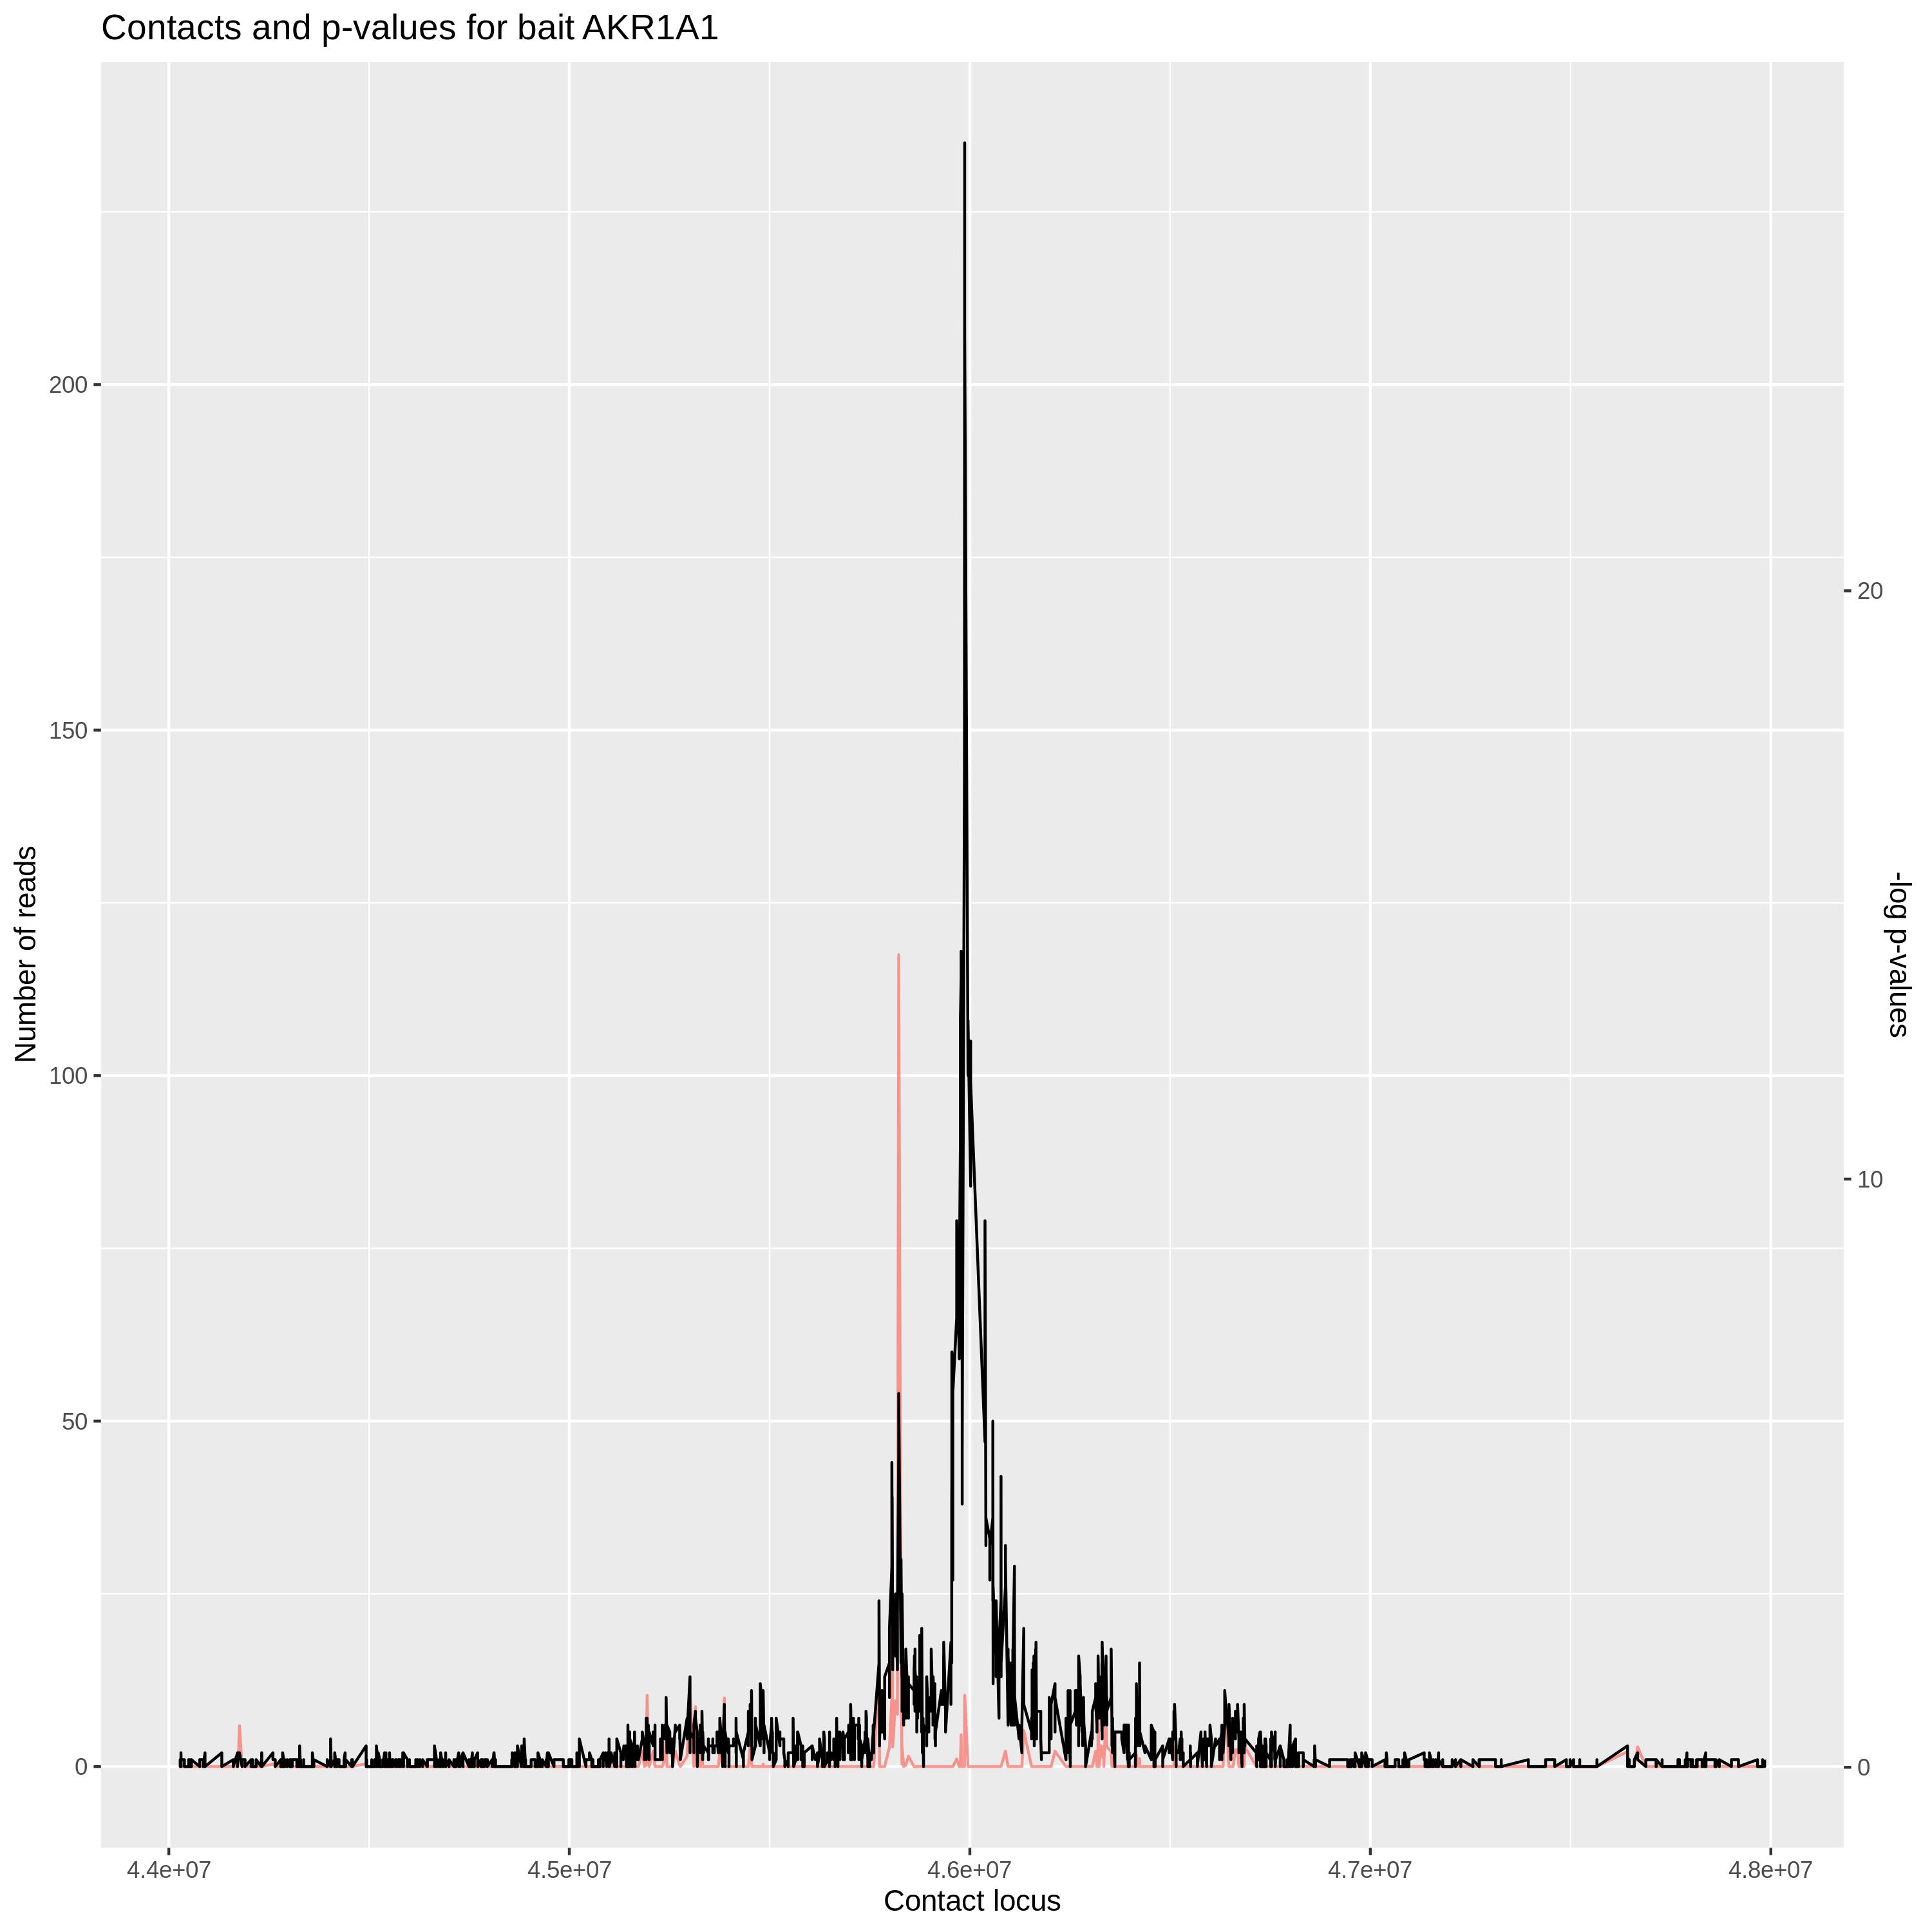 Contacts and p-values for bait AKR1A1
Number of reads
200
150
100
50
0
20
10
0
-log p-values
4.4e+07 4.5e+07 4.6e+07 4.7e+07 4.8e+07
Contact locus